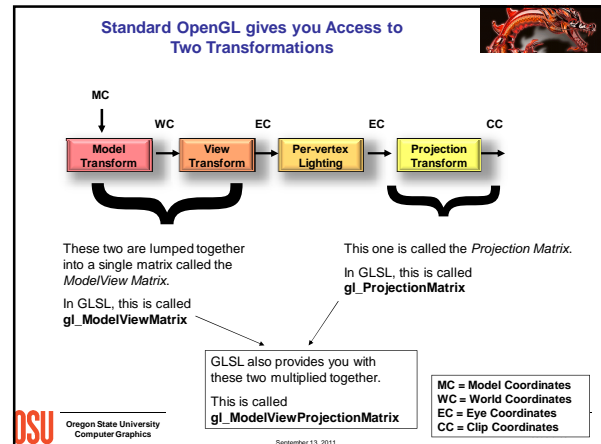 Standard OpenGL gives you Access to
Two Transformations
MC
WC
EC
EC
CC
Model
Transform
View
Transform
Per-vertex
Lighting
Projection
Transform
These two are lumped together
into a single matrix called the
ModelView Matrix.
In GLSL, this is called
gl_ModelViewMatrix
This one is called the Projection Matrix.
In GLSL, this is called
gl_ProjectionMatrix
GLSL also provides you with
these two multiplied together.
This is called
gl_ModelViewProjectionMatrix
MC = Model Coordinates
WC = World Coordinates
EC = Eye Coordinates
CC = Clip Coordinates
OSU
Oregon State University
Computer Graphics
September 13, 2011